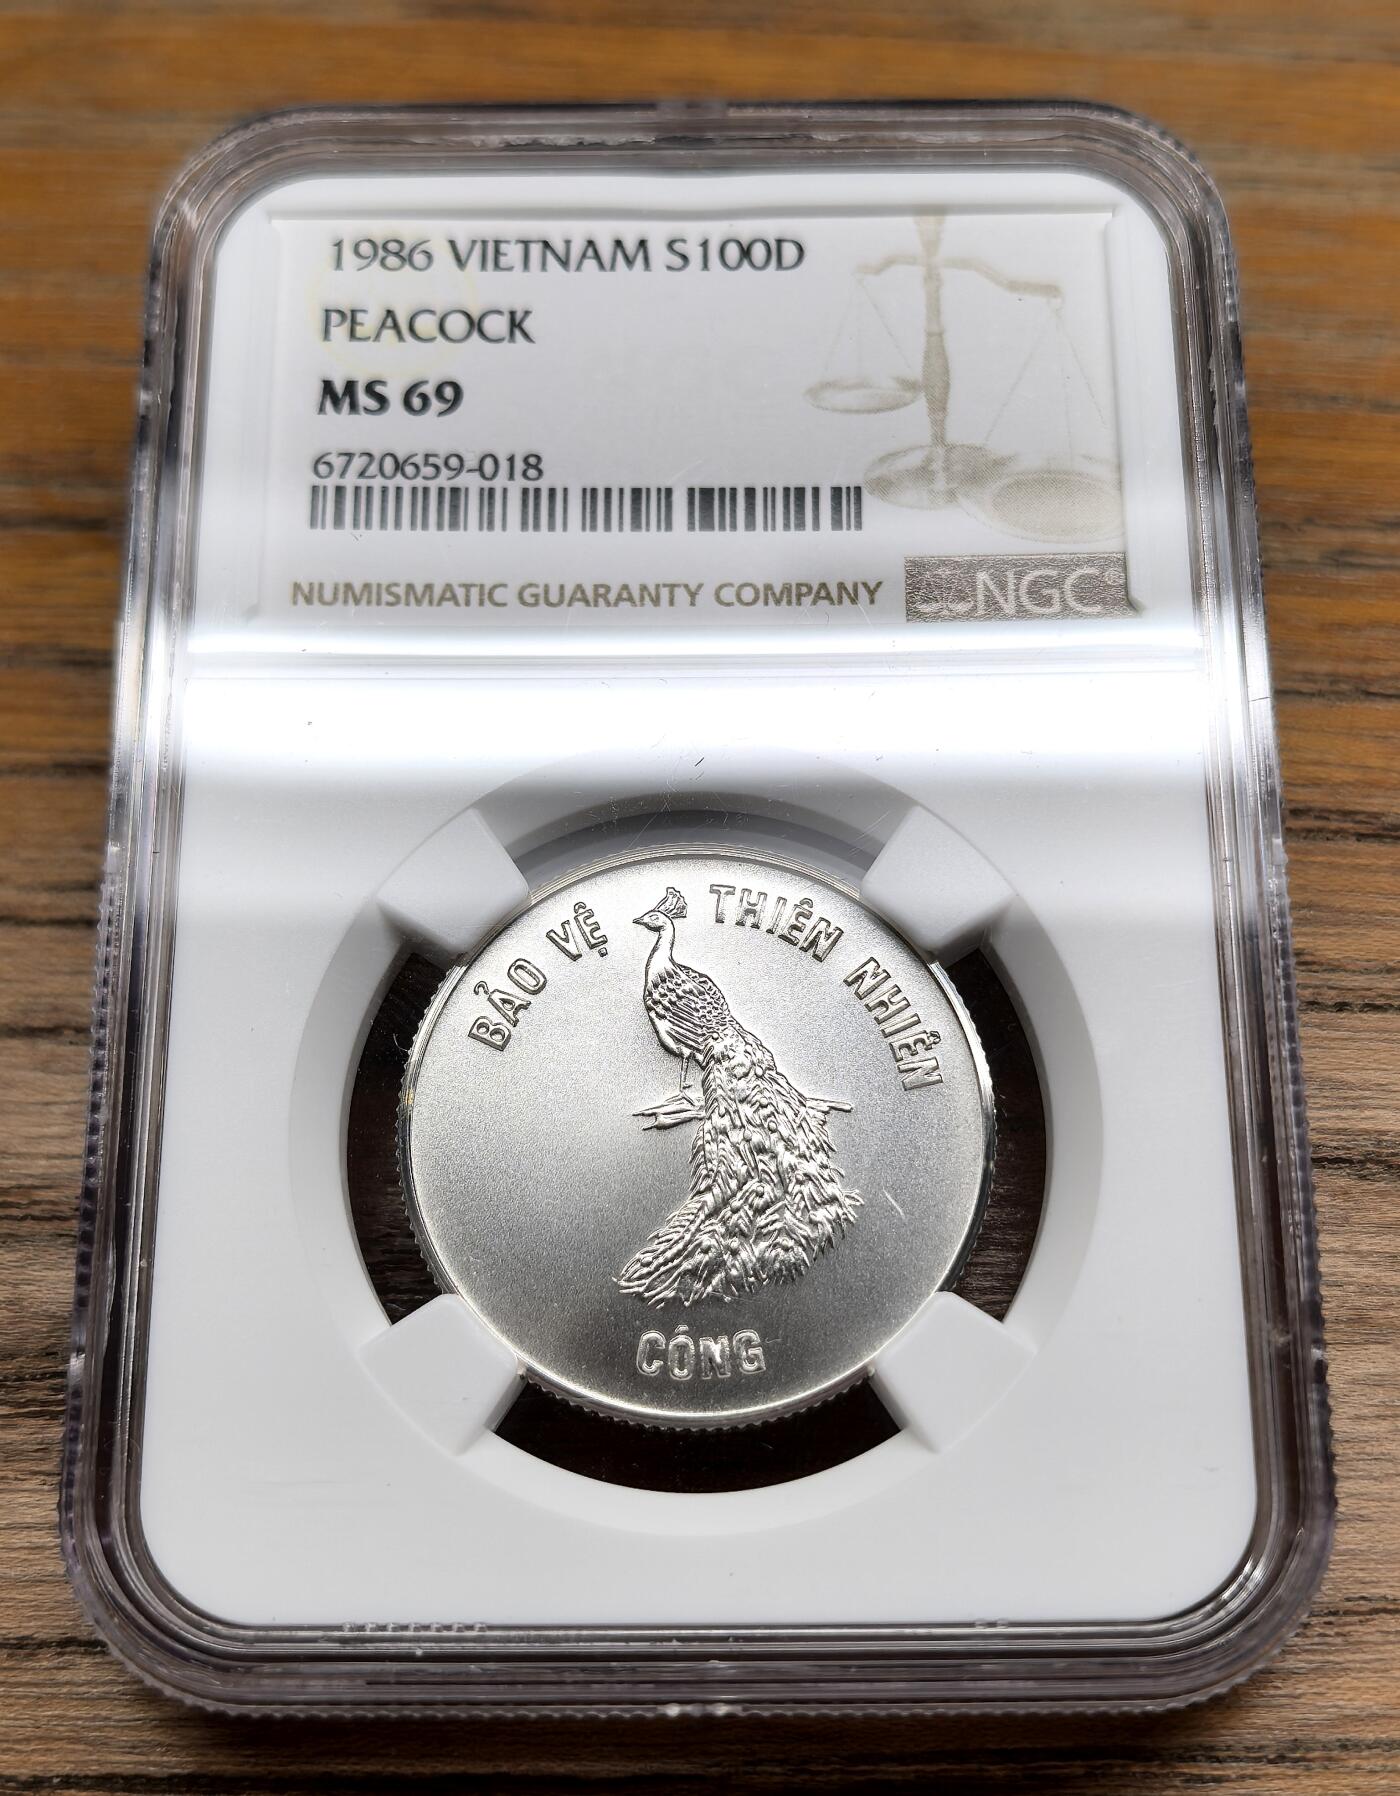 1986 VIETNAM S100D
PEACOCK
MS 69
6720659-018
NUMISMATIC GUARANTY COMPANY
NGC®
BẢO VỆ THIÊN NHIÊN
CÔNG